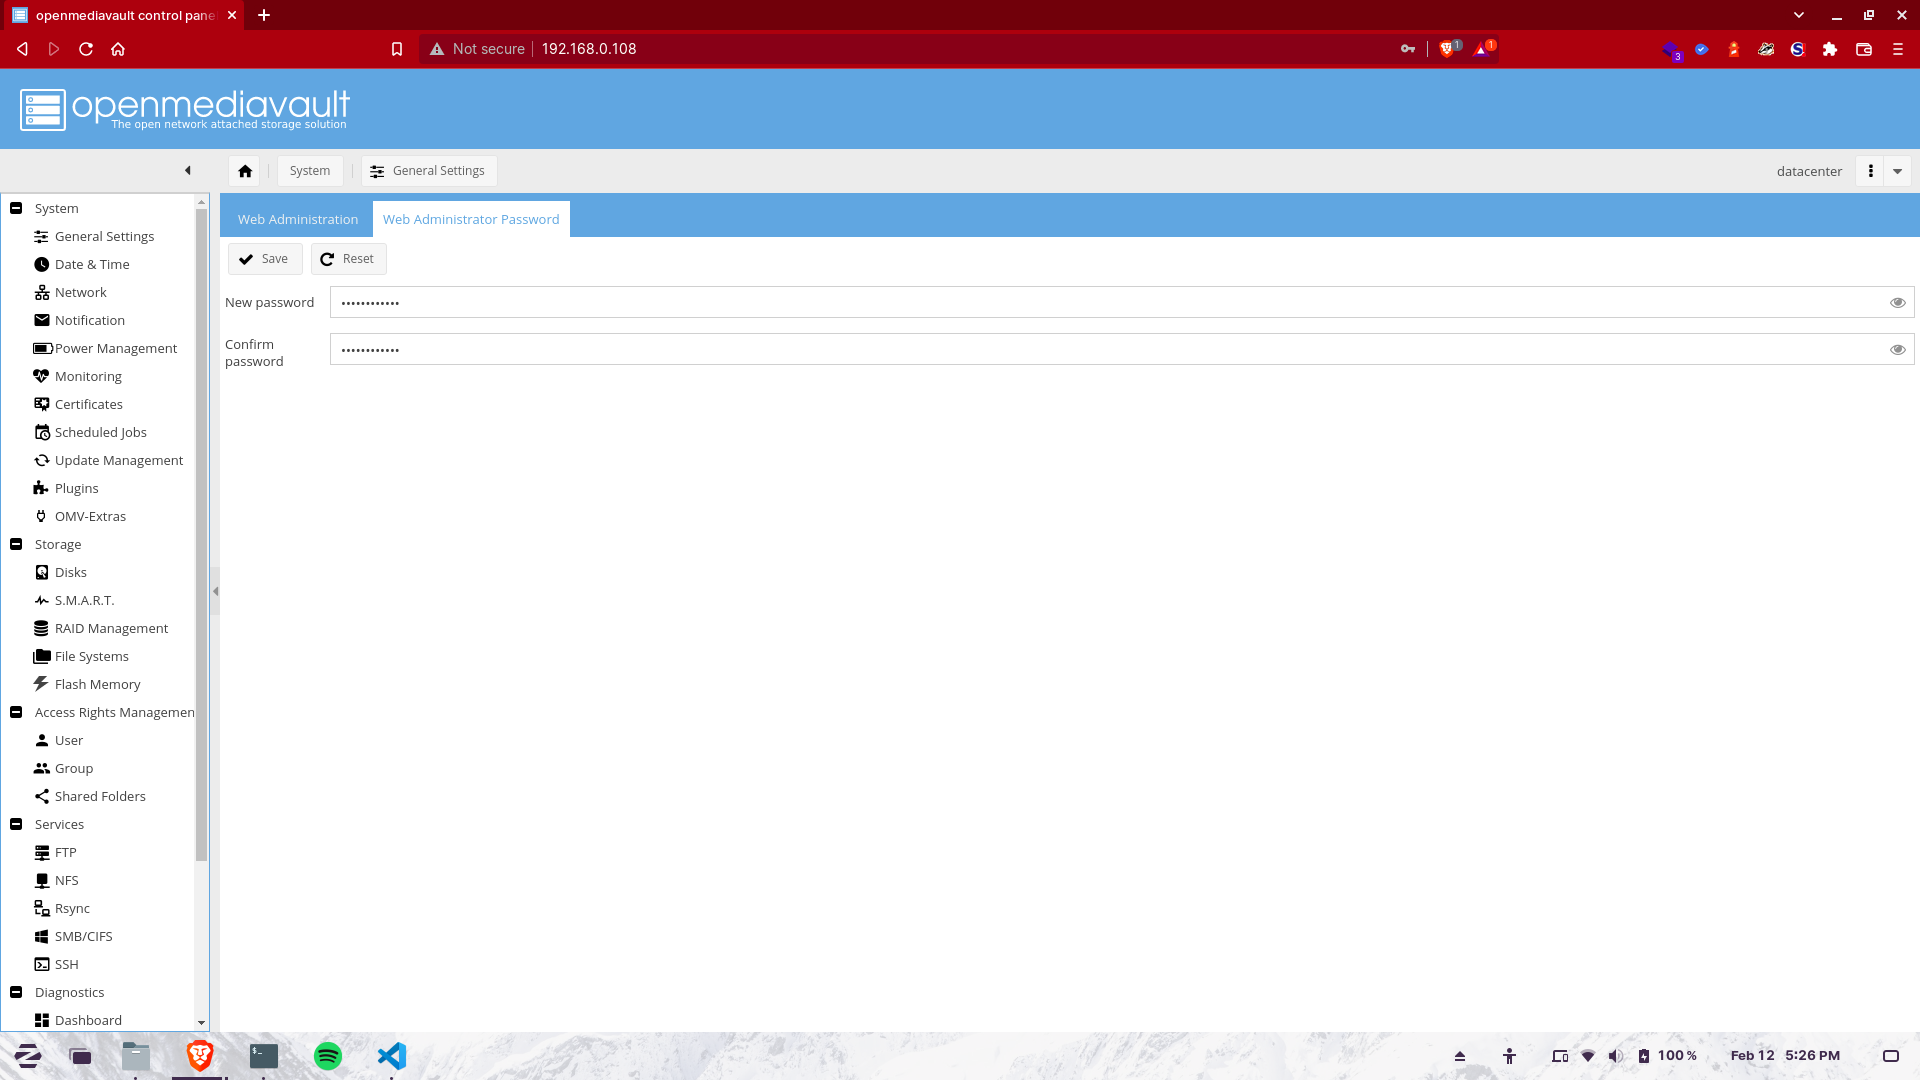 openmediavault control pane
Not secure
192.168.0.108
1
1
3
openmediavault
The open network attached storage solution
System
General Settings
datacenter
System
General Settings
Date & Time
Network
Notification
Power Management
Monitoring
Certificates
Scheduled Jobs
Update Management
Plugins
OMV-Extras
Storage
Disks
S.M.A.R.T.
RAID Management
File Systems
Flash Memory
Access Rights Managemen
User
Group
Shared Folders
Services
FTP
NFS
Rsync
SMB/CIFS
SSH
Diagnostics
Dashboard
Web Administration
Web Administrator Password
Save
Reset
New password
••••••••••••
Confirm
password
••••••••••••
100 %
Feb 12 5:26 PM